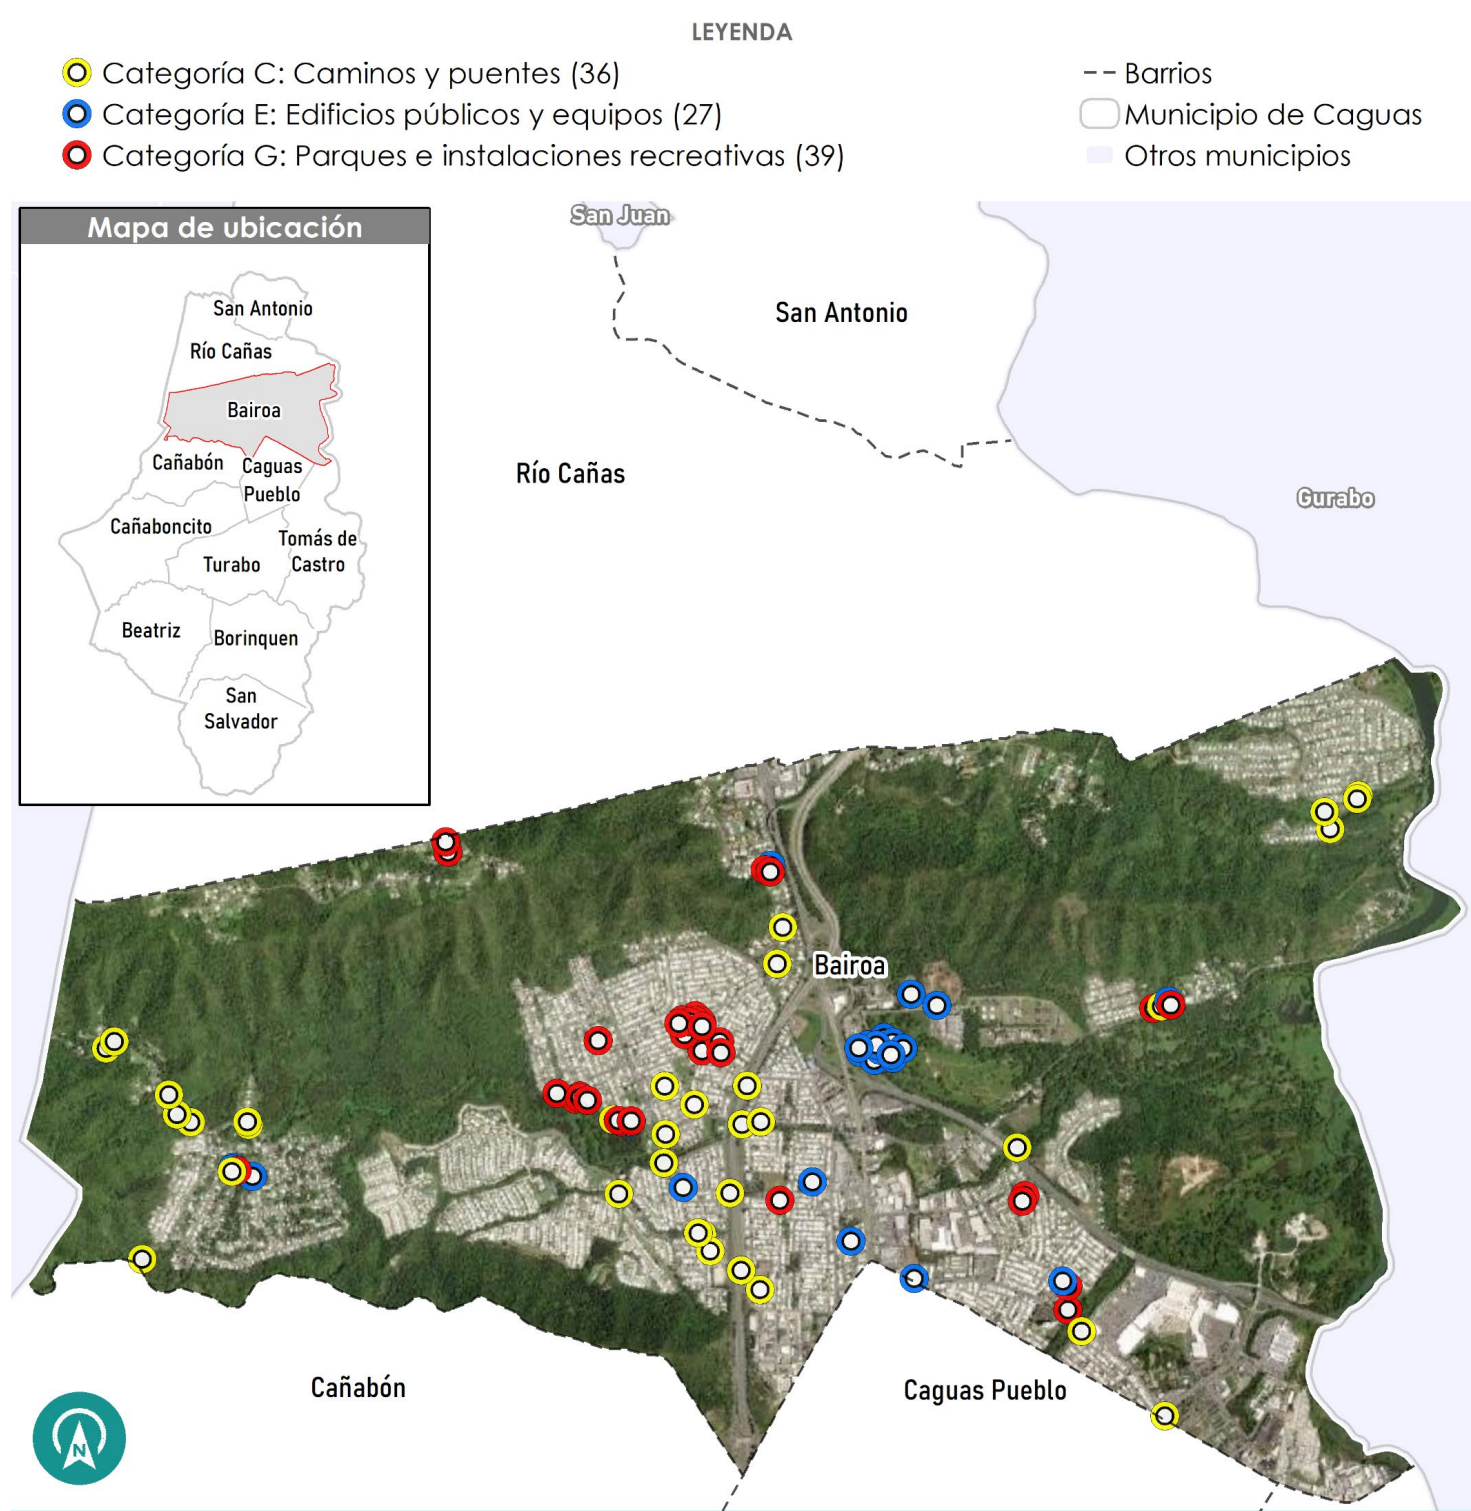 LEYENDA
Categoría C: Caminos y puentes (36)
Categoría E: Edificios públicos y equipos (27)
Categoría G: Parques e instalaciones recreativas (39)
Barrios
Municipio de Caguas
Otros municipios
Mapa de ubicación
San Antonio
Río Cañas
Bairoa
Cañabón
Caguas
Pueblo
Cañaboncito
Tomás de
Castro
Turabo
Beatriz
Borinquen
San
Salvador
San Juan
San Antonio
Río Cañas
Gurabo
Bairoa
Cañabón
Caguas Pueblo
N